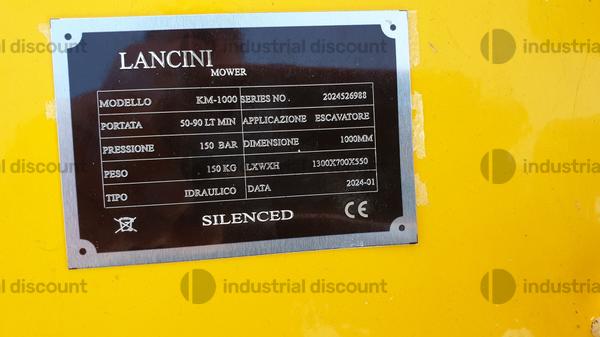 industrial discount
industrial discount
industrial
LANCINI
MOWER
MODELLO KM-1000 SERIES NO. 2024526988
PORTATA 50-90 LT MIN APPLICAZIONE ESCAVATORE
PRESSIONE 150 BAR DIMENSIONE 1000MM
PESO 150 KG LXWXH 1300X700X550
TIPO IDRAULICO DATA 2024-01
SILENCED CE
industrial discount
industrial discount
industrial
industrial discount
industrial discount
industrial